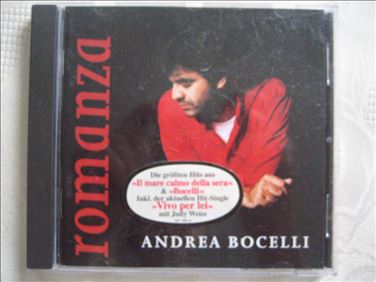 romanza
Die größten Hits aus
»Il mare calmo della sera«
& »Bocelli«
Inkl. der aktuellen Hit-Single
»Vivo per lei«
mit Judy Weiss
ANDREA BOCELLI